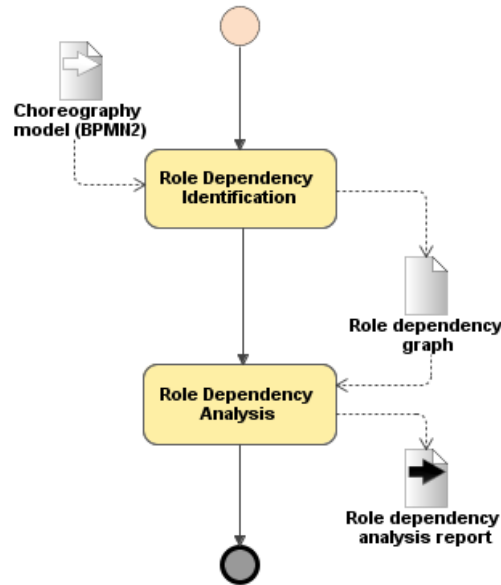 Choreography
model (BPMN2)
Role Dependency
Identification
Role dependency
graph
Role Dependency
Analysis
Role dependency
analysis report